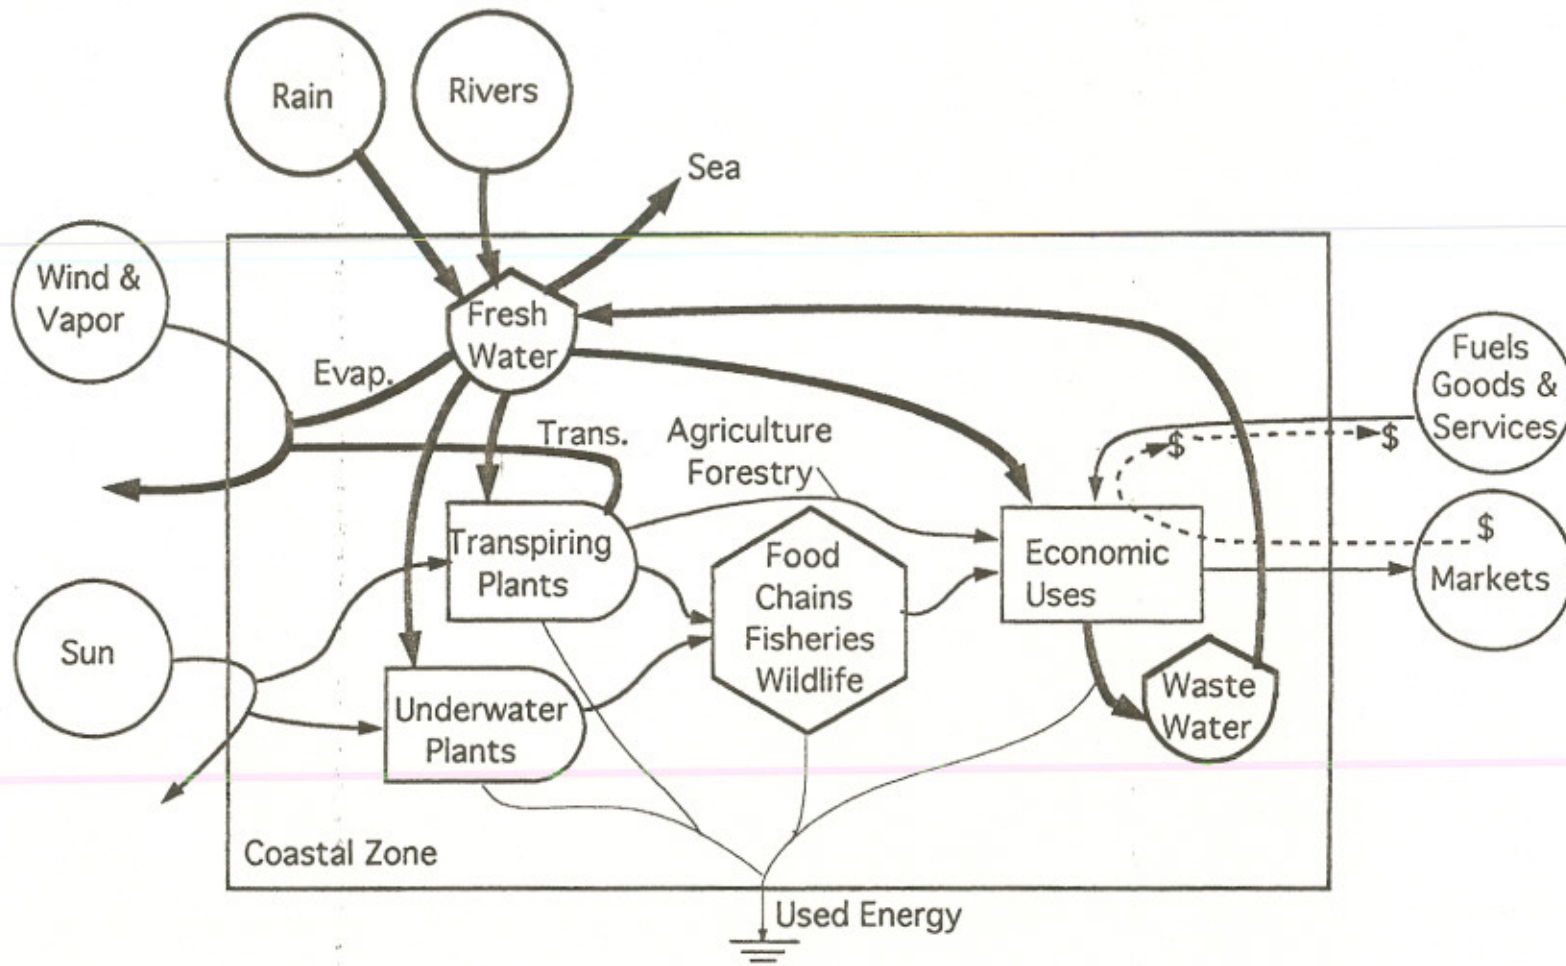 Rain
Rivers
Sea
Wind &
Vapor
Fresh
Water
Evap.
Trans.
Agriculture
Forestry
Fuels
Goods &
Services
$
$
$
Markets
Transpiring
Plants
Food
Chains
Fisheries
Wildlife
Economic
Uses
Sun
Underwater
Plants
Waste
Water
Coastal Zone
Used Energy